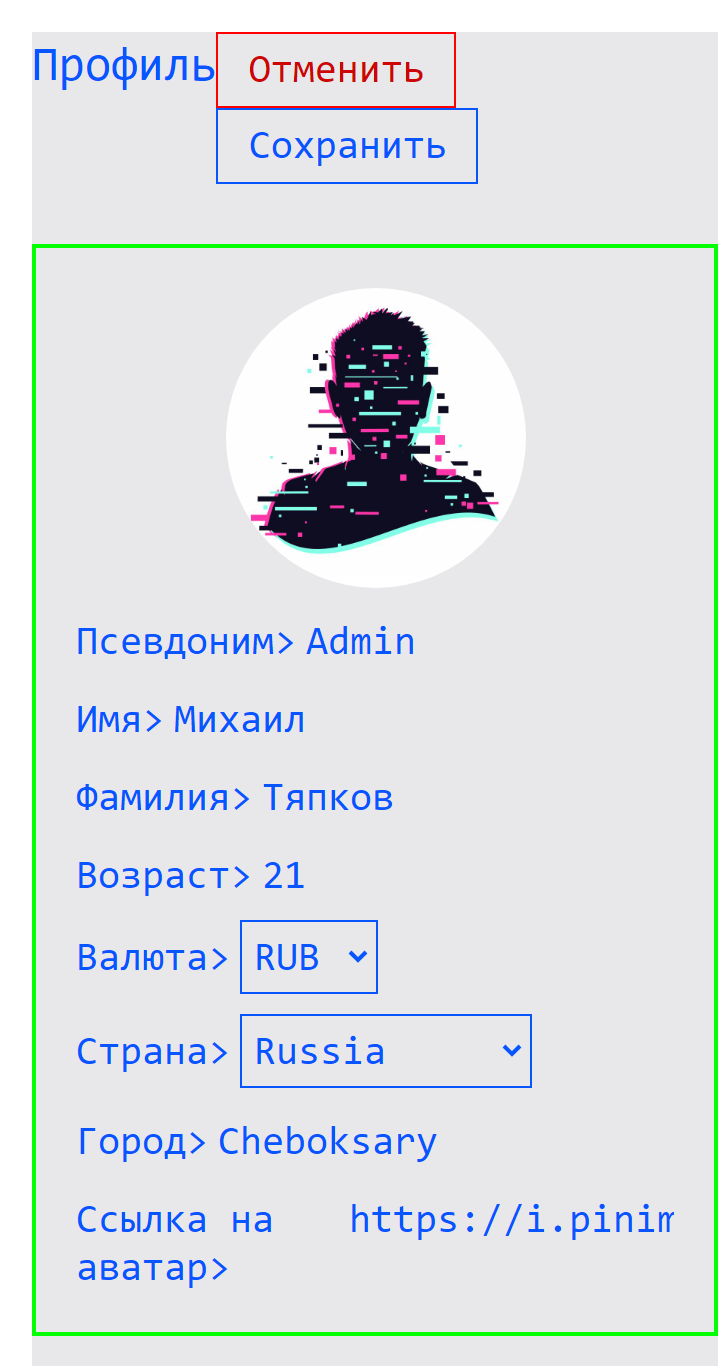 Профиль Отменить
Сохранить
Псевдоним> Admin
Имя> Михаил
Фамилия> Тяпков
Возраст> 21
Валюта> RUB
Страна> Russia
Город> Cheboksary
Ссылка на https://i.pinim
аватар>